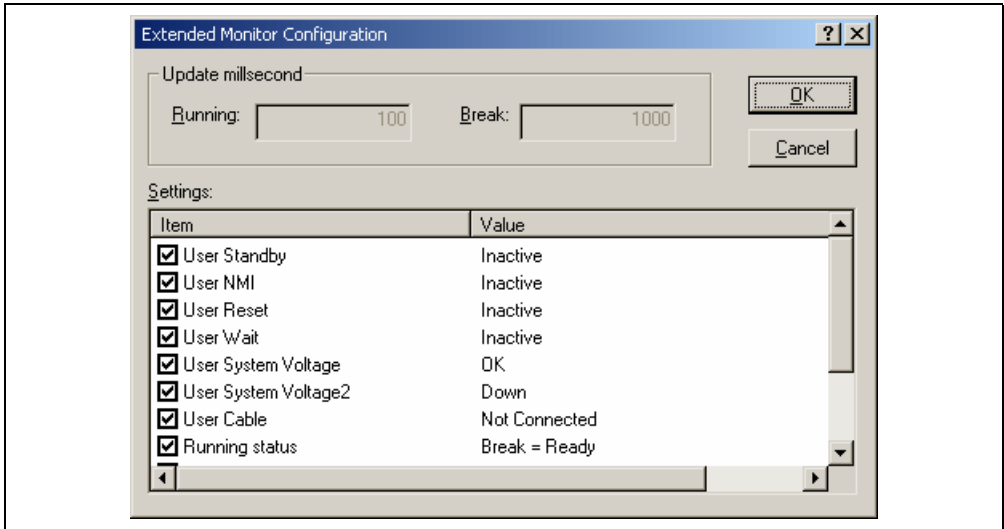 Extended Monitor Configuration
Update millsecond
Running: 100 Break: 1000
OK
Cancel
Settings:
Item Value
User Standby Inactive
User NMI Inactive
User Reset Inactive
User Wait Inactive
User System Voltage OK
User System Voltage2 Down
User Cable Not Connected
Running status Break = Ready